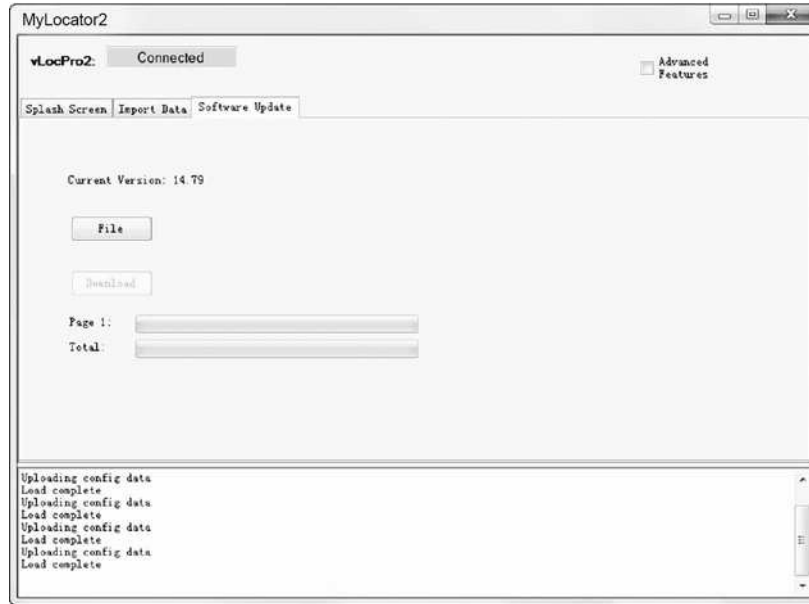 MyLocator2
vLocPro2: Connected
Advanced
Features
Splash Screen Import Data Software Update
Current Version: 14.79
File
Download
Page 1:
Total:
Uploading config data
Load complete
Uploading config data
Load complete
Uploading config data
Load complete
Uploading config data
Load complete